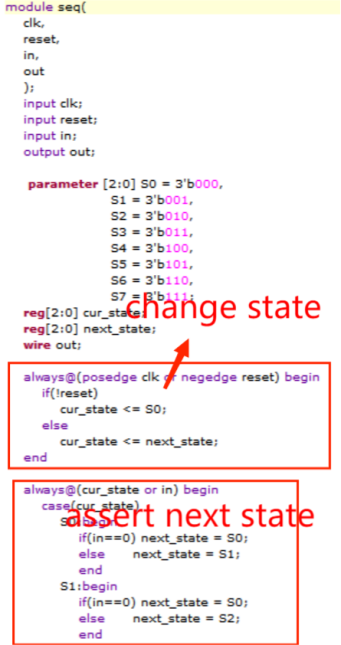 module seq(
clk,
reset,
in,
out
);
input clk;
input reset;
input in;
output out;
parameter [2:0] S0 = 3'b000,
S1 = 3'b001,
S2 = 3'b010,
S3 = 3'b011,
S4 = 3'b100,
S5 = 3'b101,
S6 = 3'b110,
S7 = 3'b111;
reg[2:0] cur_state;
change state
reg[2:0] next_state;
wire out;
always@(posedge clk or negedge reset) begin
if(!reset)
cur_state <= S0;
else
cur_state <= next_state;
end
always@(cur_state or in) begin
case(cur_state)
assert next state
S0:begin
if(in==0) next_state = S0;
else next_state = S1;
end
S1:begin
if(in==0) next_state = S0;
else next_state = S2;
end